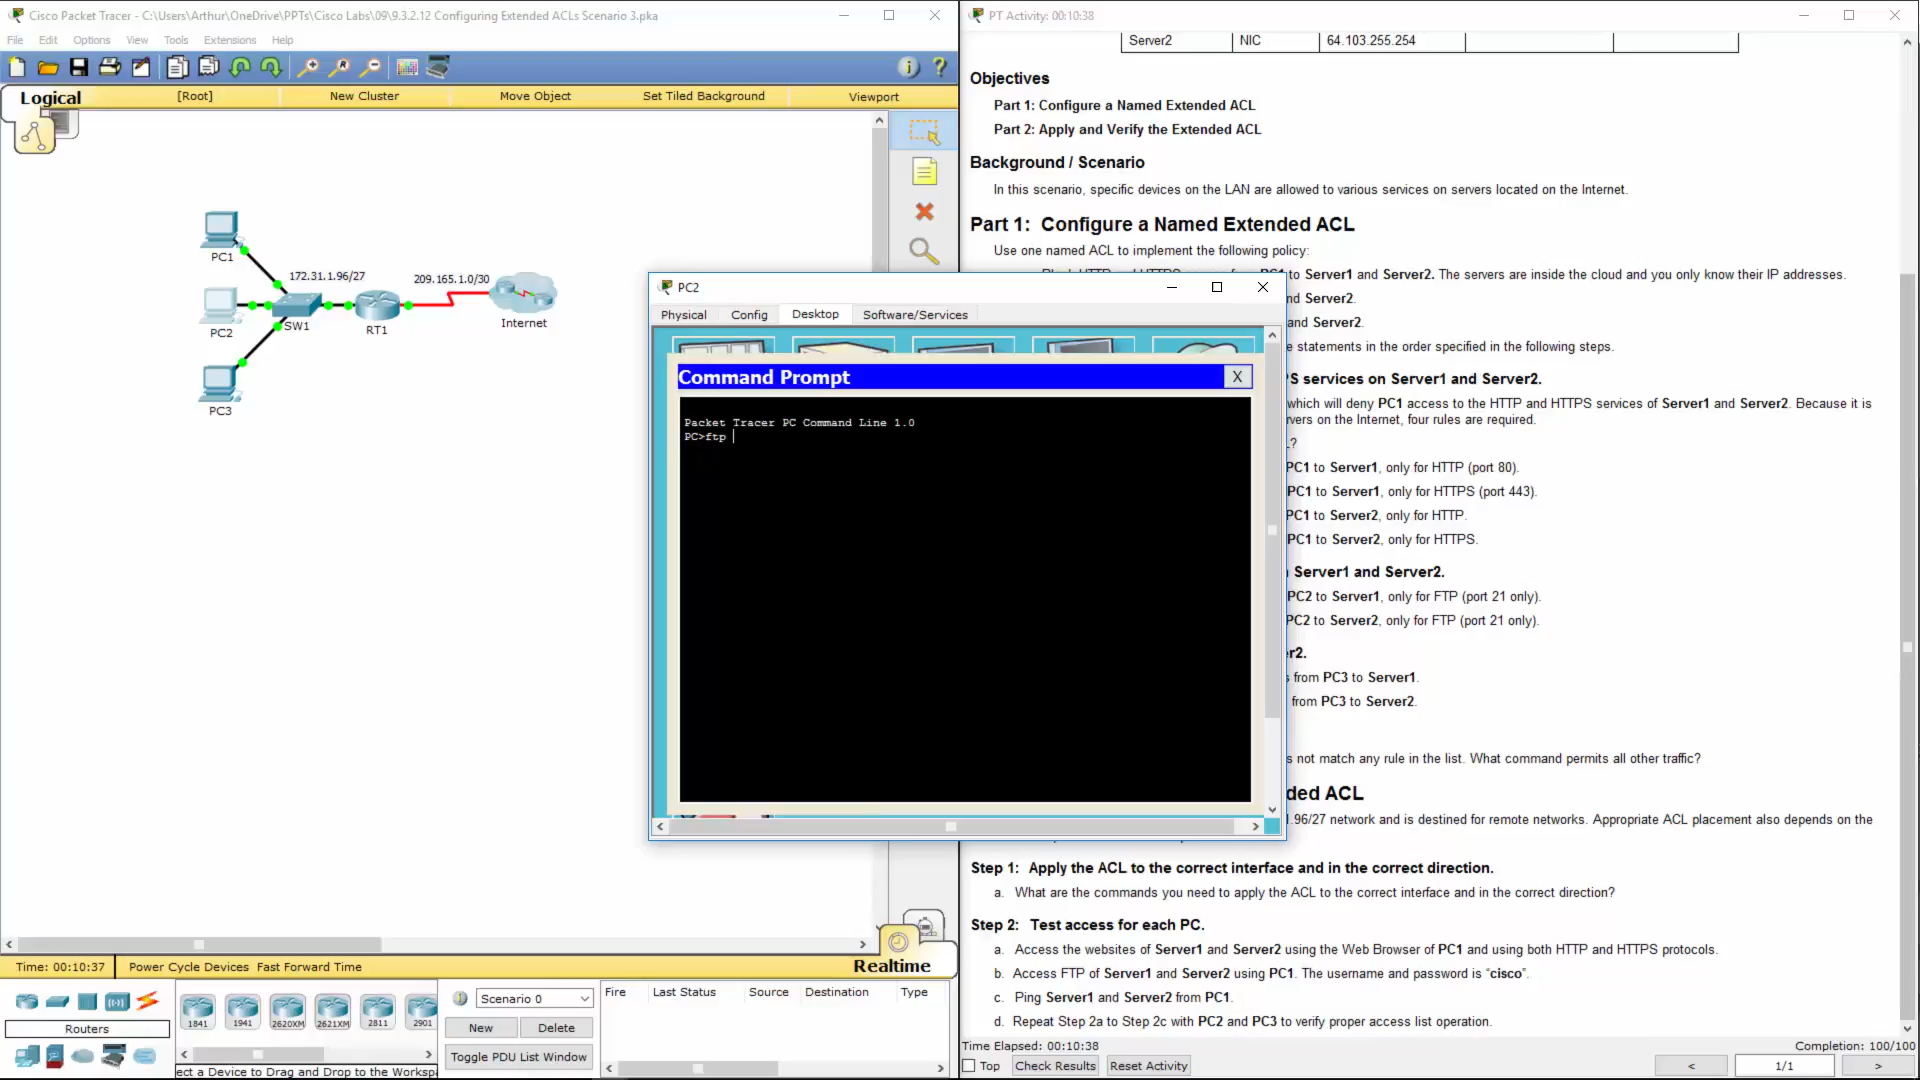 Cisco Packet Tracer - C:\Users\Arthur\OneDrive\PPTs\Cisco Labs\09\9.3.2.12 Configuring Extended ACLs Scenario 3.pka
File Edit Options View Tools Extensions Help
Logical [Root] New Cluster Move Object Set Tiled Background Viewport
PC1
172.31.1.96/27
209.165.1.0/30
PC2
SW1
RT1
Internet
PC3
PC2
Physical Config Desktop Software/Services
Command Prompt X
Packet Tracer PC Command Line 1.0
PC>ftp
Time: 00:10:37 Power Cycle Devices Fast Forward Time
Realtime
Routers
1841 1941 2620XM 2621XM 2811 2901
ect a Device to Drag and Drop to the Workspa
Scenario 0
New Delete
Toggle PDU List Window
Fire Last Status Source Destination Type
PT Activity: 00:10:38
Server2 NIC 64.103.255.254
Objectives
Part 1: Configure a Named Extended ACL
Part 2: Apply and Verify the Extended ACL
Background / Scenario
In this scenario, specific devices on the LAN are allowed to various services on servers located on the Internet.
Part 1: Configure a Named Extended ACL
Use one named ACL to implement the following policy:
to Server1 and Server2. The servers are inside the cloud and you only know their IP addresses.
nd Server2.
and Server2.
e statements in the order specified in the following steps.
S services on Server1 and Server2.
which will deny PC1 access to the HTTP and HTTPS services of Server1 and Server2. Because it is
rvers on the Internet, four rules are required.
L?
PC1 to Server1, only for HTTP (port 80).
PC1 to Server1, only for HTTPS (port 443).
PC1 to Server2, only for HTTP.
PC1 to Server2, only for HTTPS.
n Server1 and Server2.
PC2 to Server1, only for FTP (port 21 only).
PC2 to Server2, only for FTP (port 21 only).
er2.
s from PC3 to Server1.
from PC3 to Server2.
s not match any rule in the list. What command permits all other traffic?
ded ACL
.96/27 network and is destined for remote networks. Appropriate ACL placement also depends on the
Step 1: Apply the ACL to the correct interface and in the correct direction.
a. What are the commands you need to apply the ACL to the correct interface and in the correct direction?
Step 2: Test access for each PC.
a. Access the websites of Server1 and Server2 using the Web Browser of PC1 and using both HTTP and HTTPS protocols.
b. Access FTP of Server1 and Server2 using PC1. The username and password is “cisco”.
c. Ping Server1 and Server2 from PC1.
d. Repeat Step 2a to Step 2c with PC2 and PC3 to verify proper access list operation.
Time Elapsed: 00:10:38 Completion: 100/100
Top Check Results Reset Activity < 1/1 >